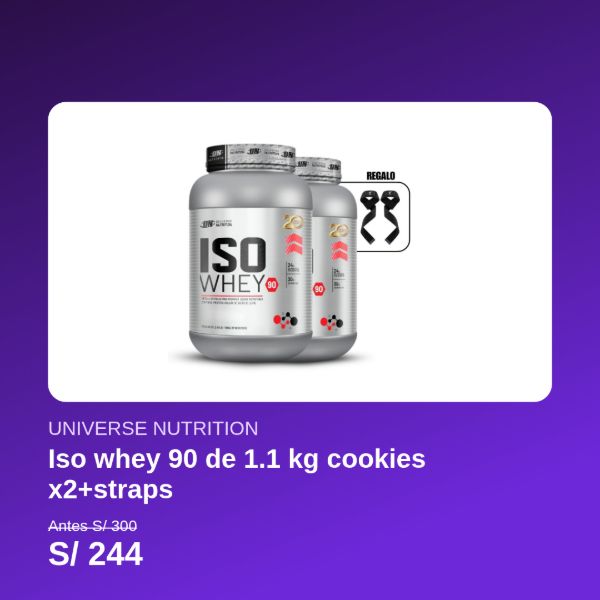 REGALO
ISO
WHEY 90
UNIVERSE NUTRITION
Iso whey 90 de 1.1 kg cookies
x2+straps
Antes S/ 300
S/ 244